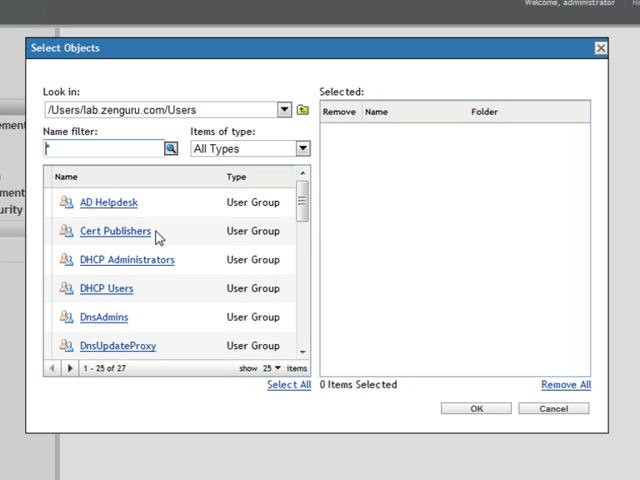 Welcome, administrator
Select Objects
Look in:
/Users/lab.zenguru.com/Users
Name filter:
Items of type:
*
All Types
Name Type
AD Helpdesk User Group
Cert Publishers User Group
DHCP Administrators User Group
DHCP Users User Group
DnsAdmins User Group
DnsUpdateProxy User Group
1 - 25 of 27 show 25 items
Select All
Selected:
Remove Name Folder
0 Items Selected
Remove All
OK
Cancel